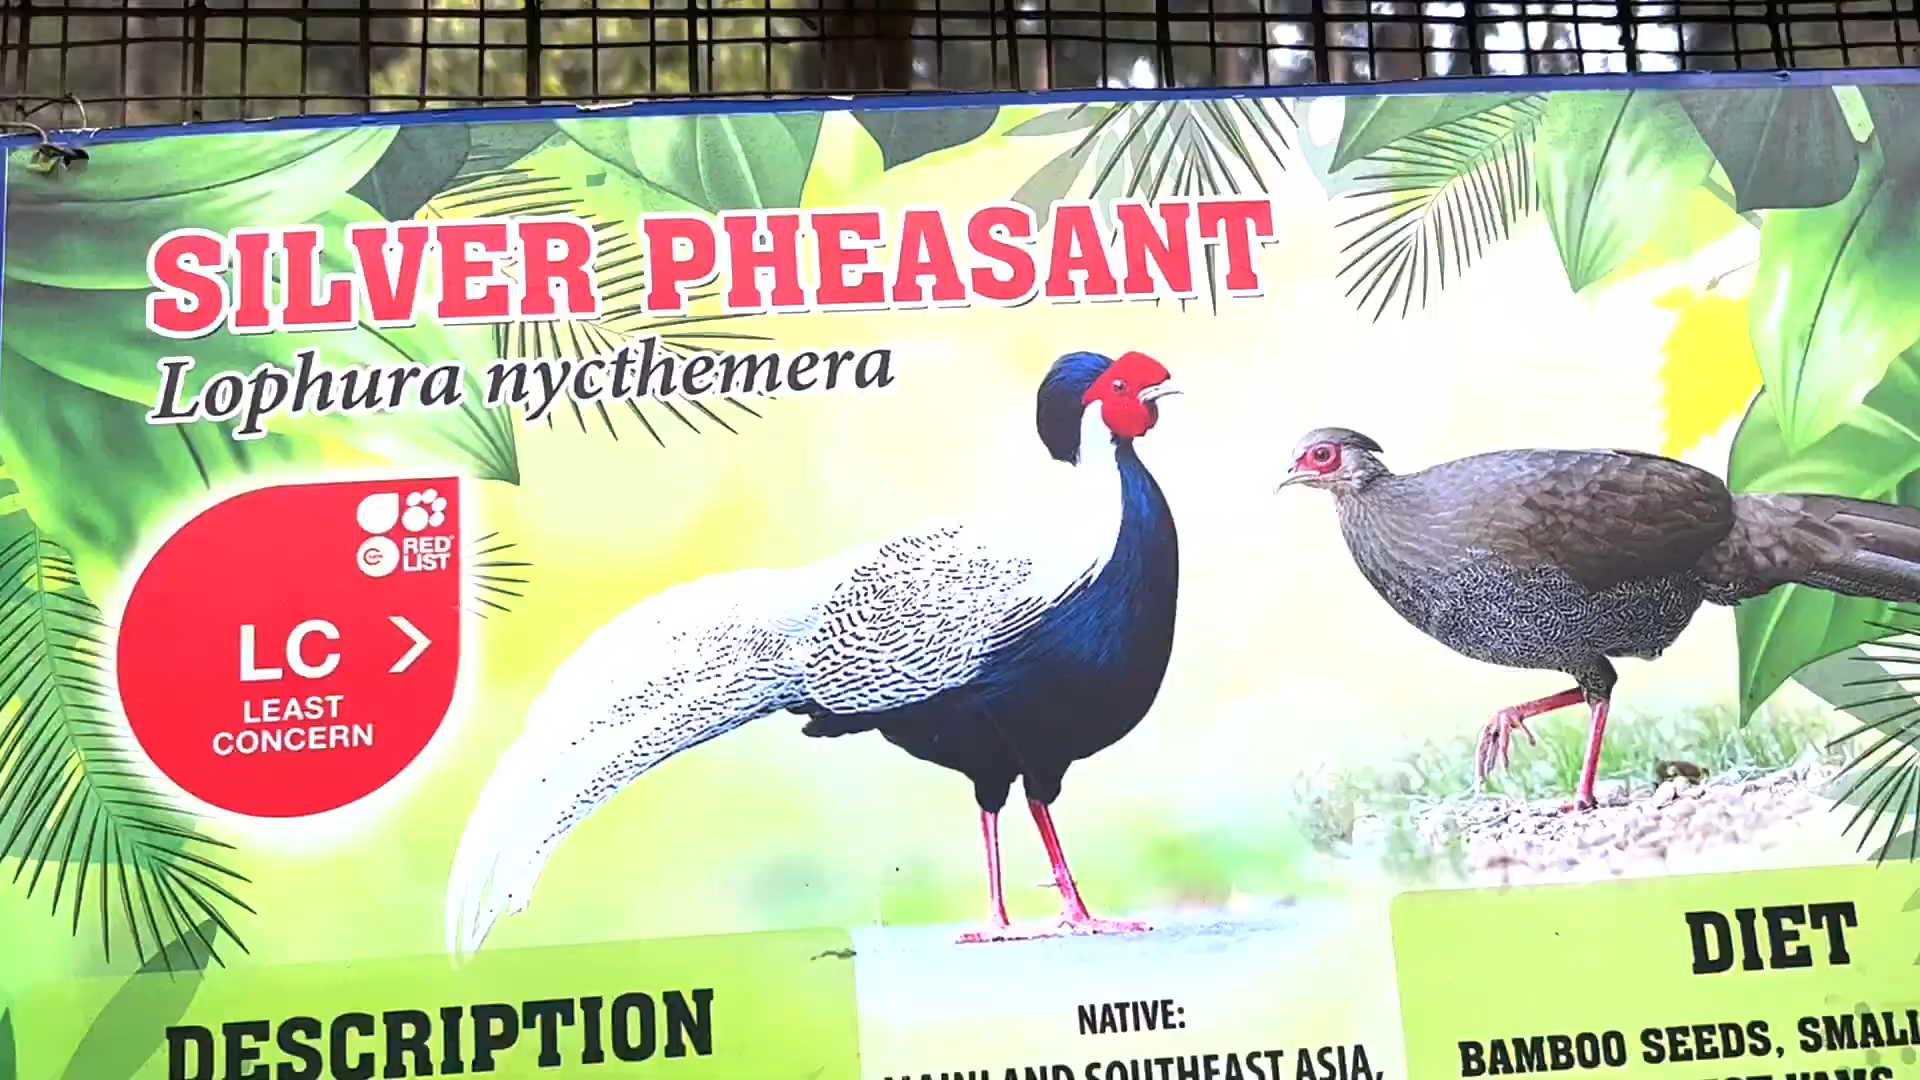 SILVER PHEASANT
Lophura nycthemera
RED
LIST
LC
LEAST
CONCERN
DESCRIPTION
NATIVE:
MAINLAND SOUTHEAST ASIA,
DIET
BAMBOO SEEDS, SMALL